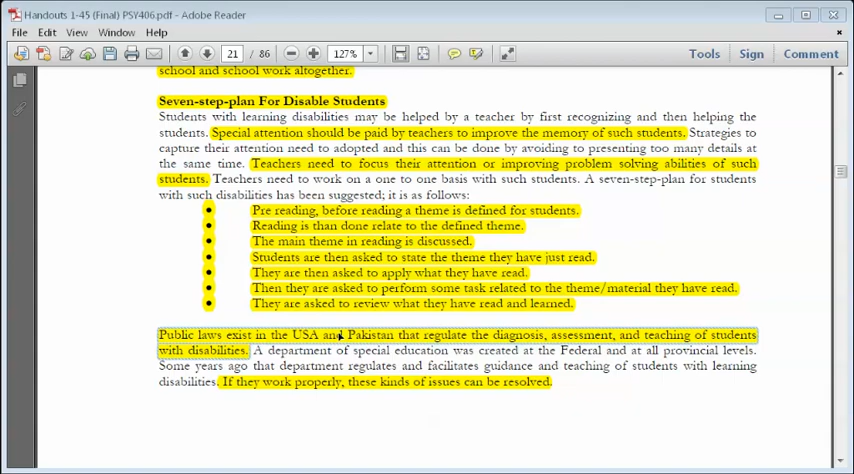 Handouts 1-45 (Final) PSY406.pdf - Adobe Reader
File Edit View Window Help
21 / 86 127% Tools Sign Comment
school and school work altogether.
Seven-step-plan For Disable Students
Students with learning disabilities may be helped by a teacher by first recognizing and then helping the
students. Special attention should be paid by teachers to improve the memory of such students. Strategies to
capture their attention need to adopted and this can be done by avoiding to presenting too many details at
the same time. Teachers need to focus their attention or improving problem solving abilities of such
students. Teachers need to work on a one to one basis with such students. A seven-step-plan for students
with such disabilities has been suggested; it is as follows:
• Pre reading, before reading a theme is defined for students.
• Reading is than done relate to the defined theme.
• The main theme in reading is discussed.
• Students are then asked to state the theme they have just read.
• They are then asked to apply what they have read.
• Then they are asked to perform some task related to the theme/material they have read.
• They are asked to review what they have read and learned.
Public laws exist in the USA and Pakistan that regulate the diagnosis, assessment, and teaching of students
with disabilities. A department of special education was created at the Federal and at all provincial levels.
Some years ago that department regulates and facilitates guidance and teaching of students with learning
disabilities. If they work properly, these kinds of issues can be resolved.